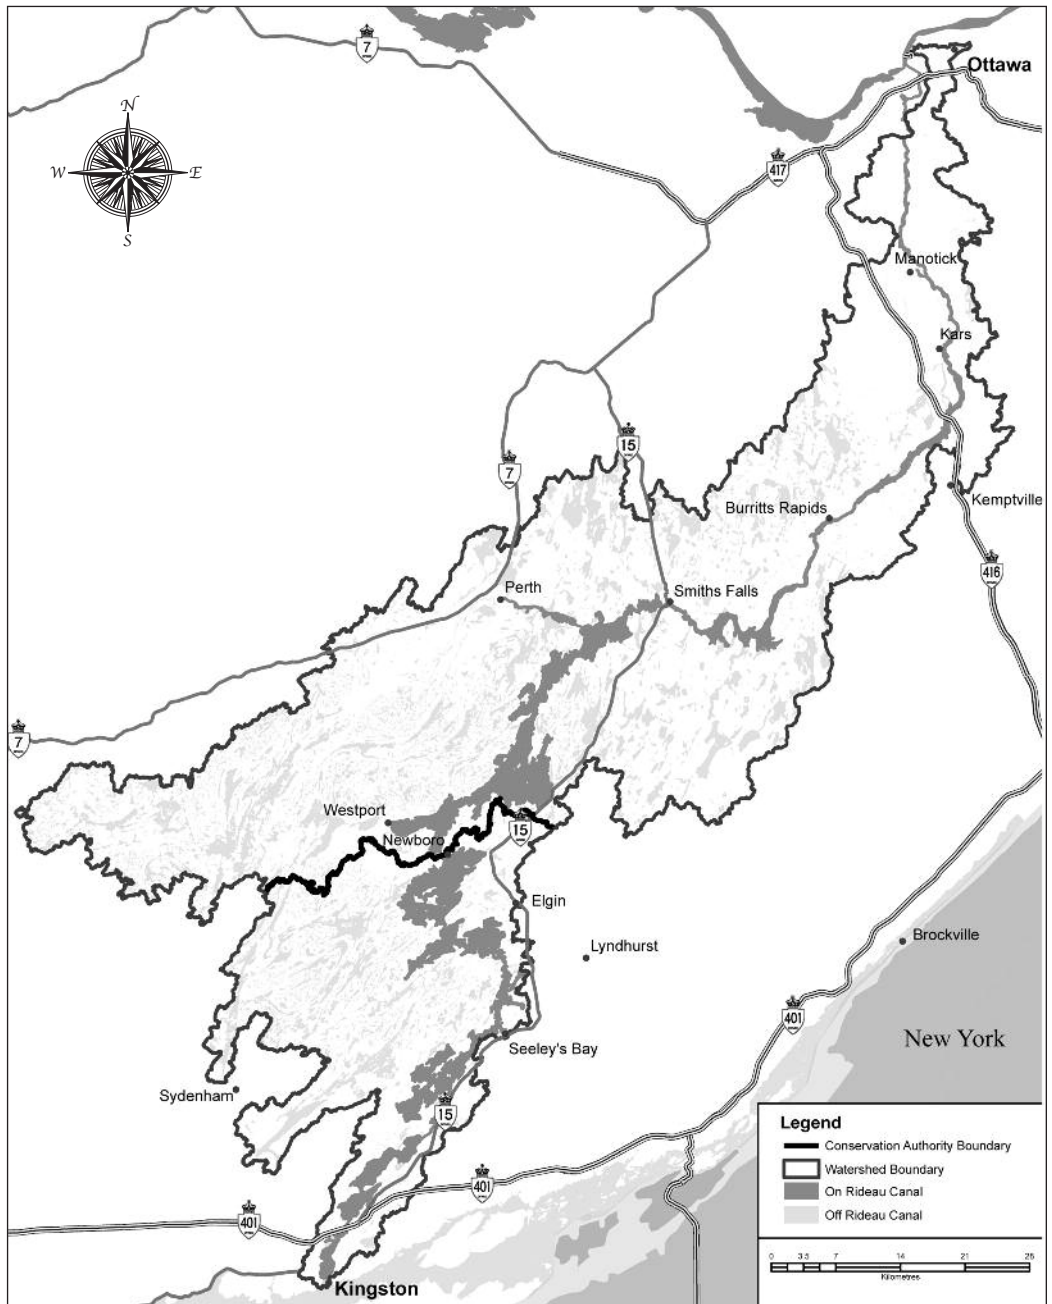 7
Ottawa
N
W
E
S
417
Manotick
Kars
15
7
Kemptville
Burritts Rapids
416
Perth
Smiths Falls
7
Westport
15
Newboro
Elgin
Brockville
Lyndhurst
401
New York
Seeley's Bay
Sydenham
15
401
401
Kingston
Legend
Conservation Authority Boundary
Watershed Boundary
On Rideau Canal
Off Rideau Canal
0 3.5 7 14 21 28
Kilometres